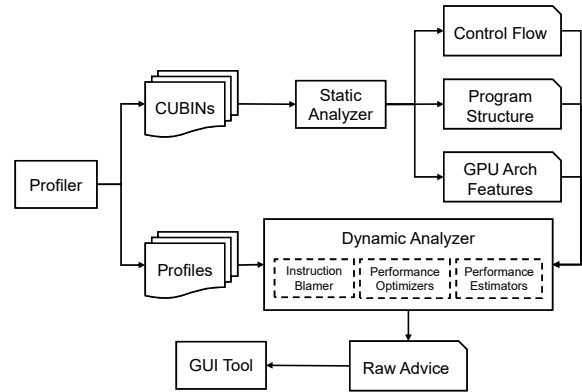 Control Flow
CUBINs
Static
Analyzer
Program
Structure
Profiler
GPU Arch
Features
Dynamic Analyzer
Profiles
Instruction
Blamer
Performance
Optimizers
Performance
Estimators
GUI Tool
Raw Advice